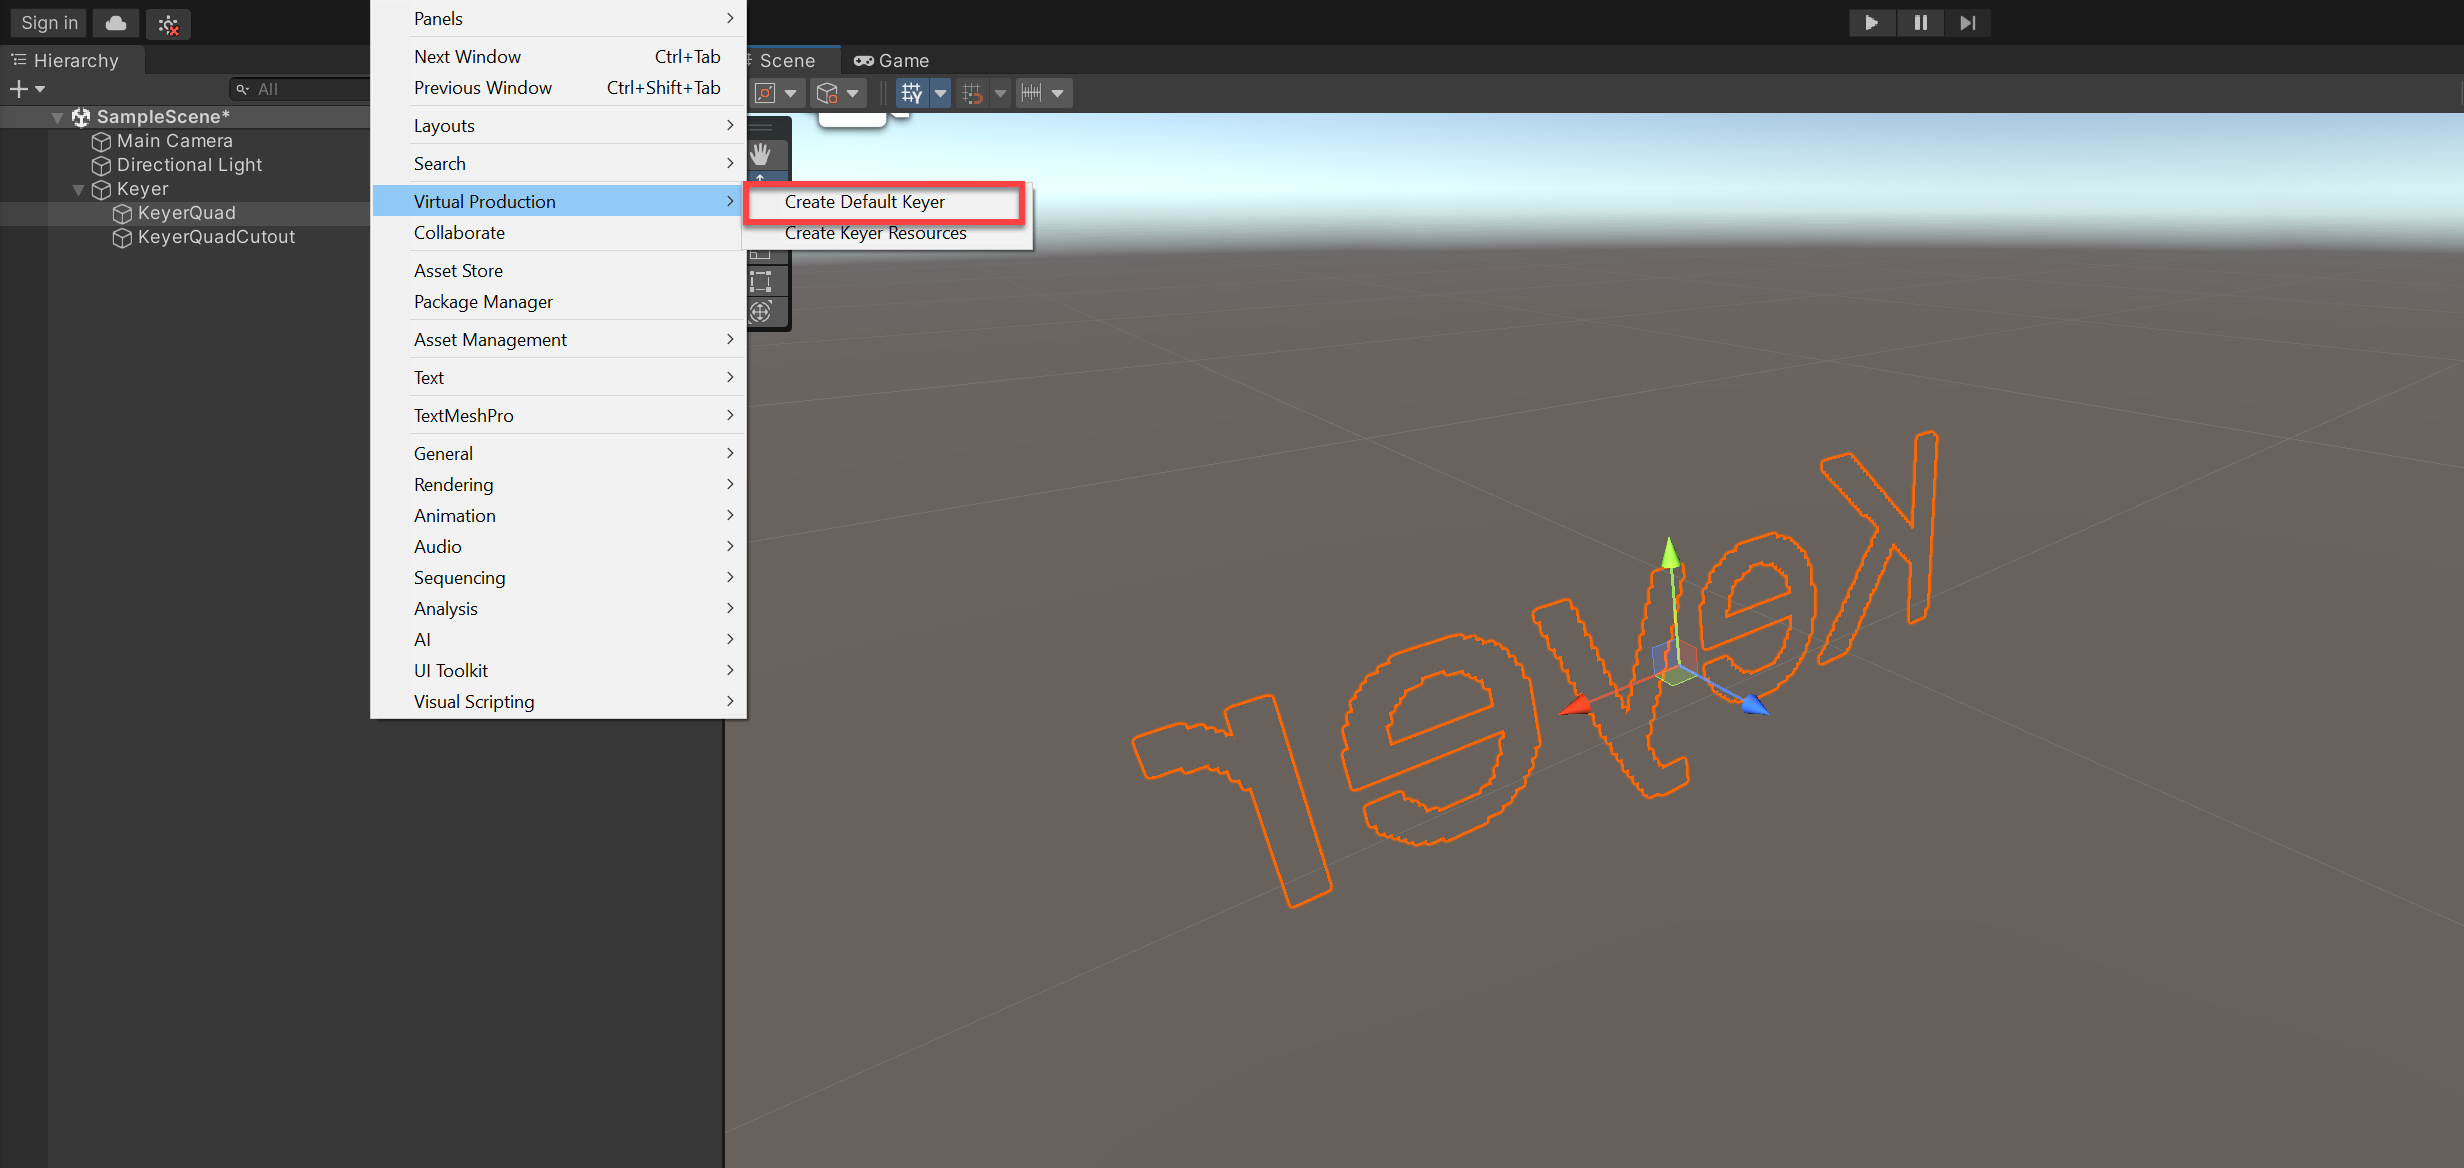 Sign in
Hierarchy
All
SampleScene*
Main Camera
Directional Light
Keyer
KeyerQuad
KeyerQuadCutout
Panels
Next Window Ctrl+Tab
Previous Window Ctrl+Shift+Tab
Layouts
Search
Virtual Production
Collaborate
Asset Store
Package Manager
Asset Management
Text
TextMeshPro
General
Rendering
Animation
Audio
Sequencing
Analysis
AI
UI Toolkit
Visual Scripting
Create Default Keyer
Create Keyer Resources
Scene
Game
Keyer